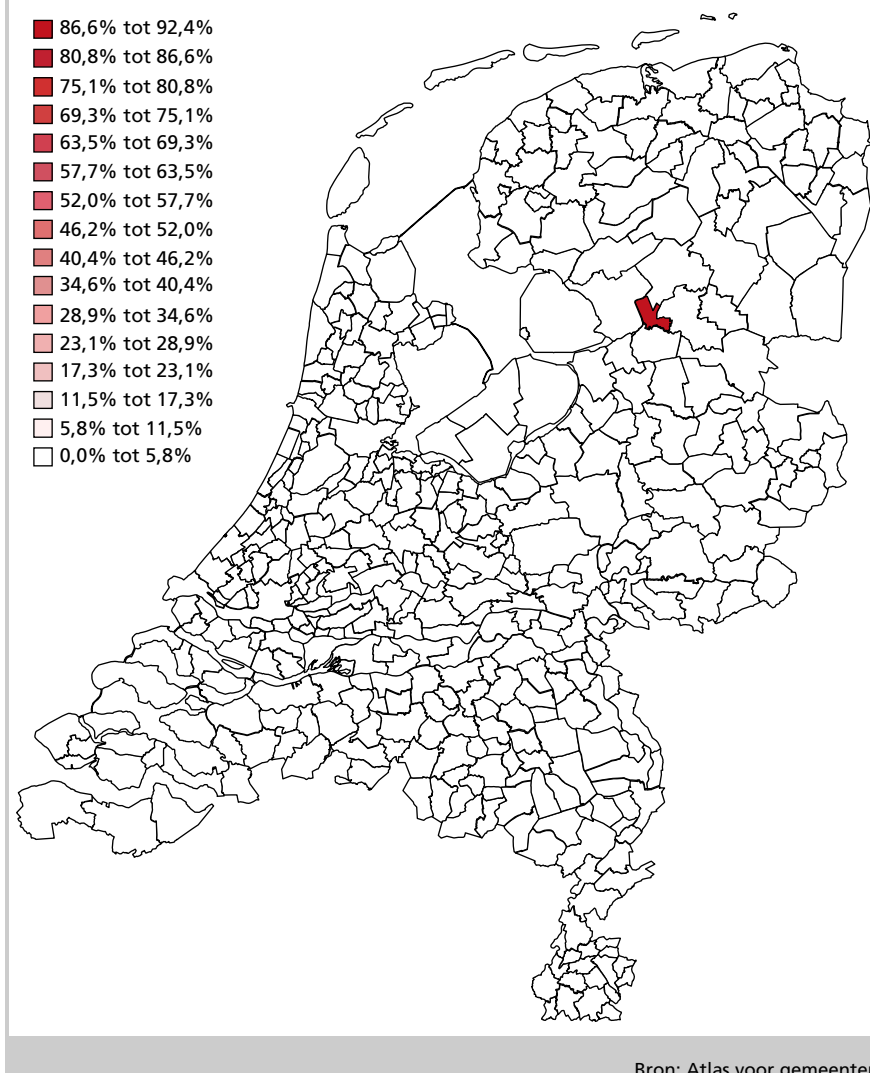 86,6% tot 92,4%
80,8% tot 86,6%
75,1% tot 80,8%
69,3% tot 75,1%
63,5% tot 69,3%
57,7% tot 63,5%
52,0% tot 57,7%
46,2% tot 52,0%
40,4% tot 46,2%
34,6% tot 40,4%
28,9% tot 34,6%
23,1% tot 28,9%
17,3% tot 23,1%
11,5% tot 17,3%
5,8% tot 11,5%
0,0% tot 5,8%
Bron: Atlas voor gemeenten